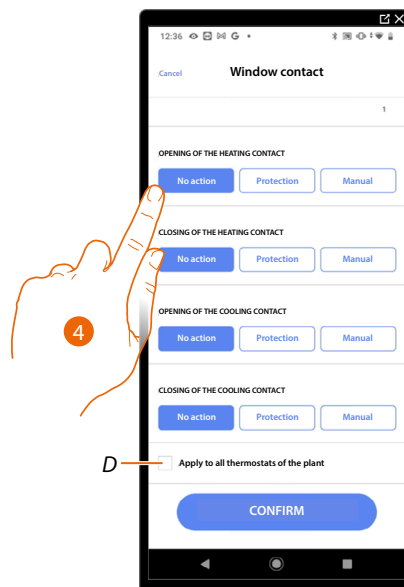 12:36 G
Cancel Window contact
1
OPENING OF THE HEATING CONTACT
No action Protection Manual
CLOSING OF THE HEATING CONTACT
No action Protection Manual
4
OPENING OF THE COOLING CONTACT
No action Protection Manual
CLOSING OF THE COOLING CONTACT
No action Protection Manual
D Apply to all thermostats of the plant
CONFIRM